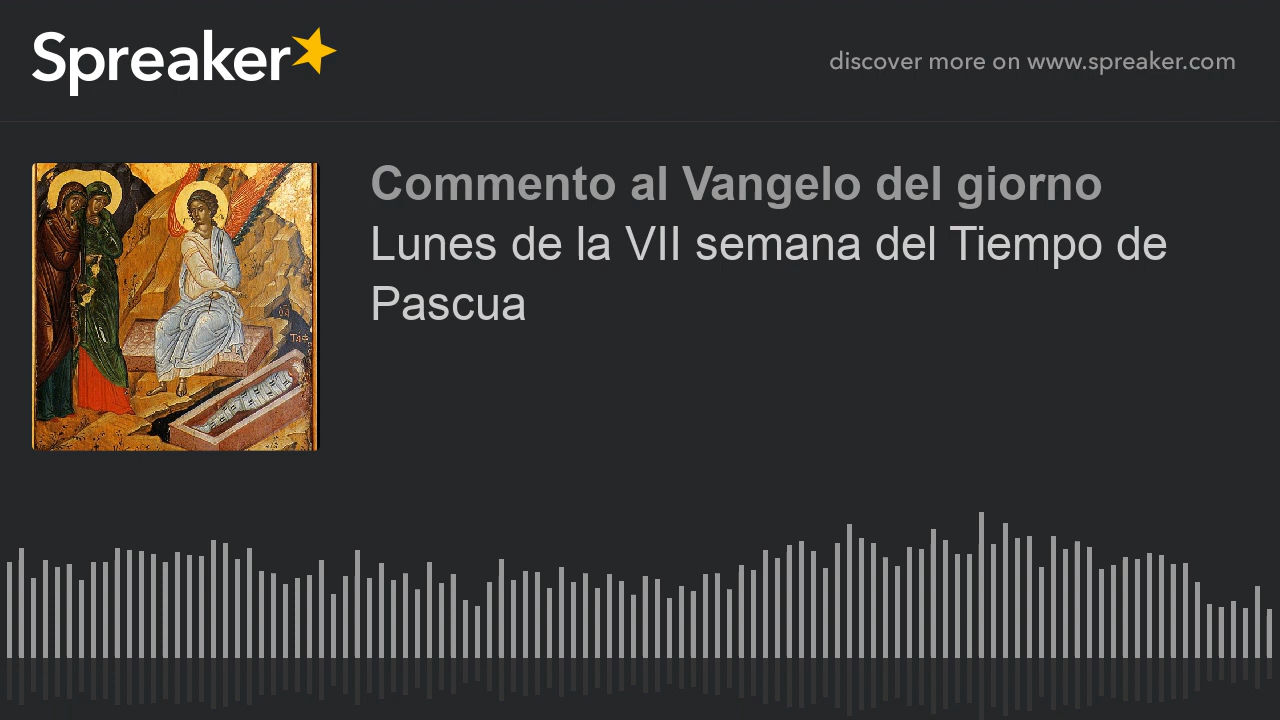 Spreaker
discover more on www.spreaker.com
Commento al Vangelo del giorno
Lunes de la VII semana del Tiempo de
Pascua